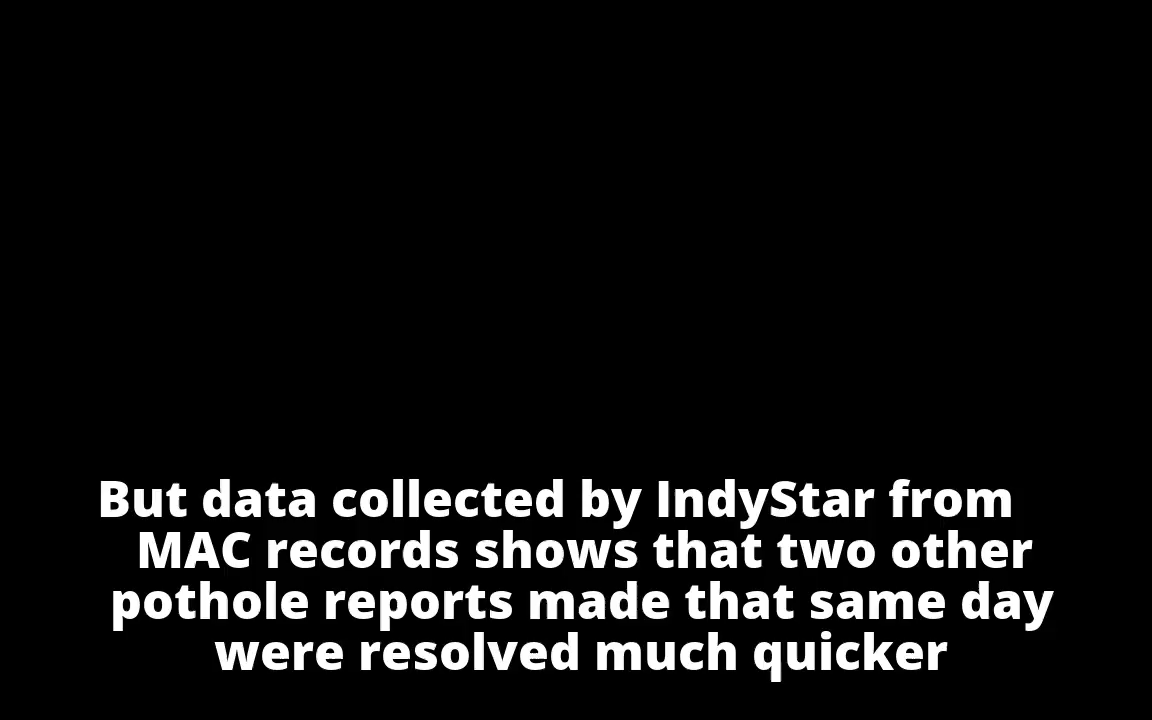 But data collected by IndyStar from
MAC records shows that two other
pothole reports made that same day
were resolved much quicker